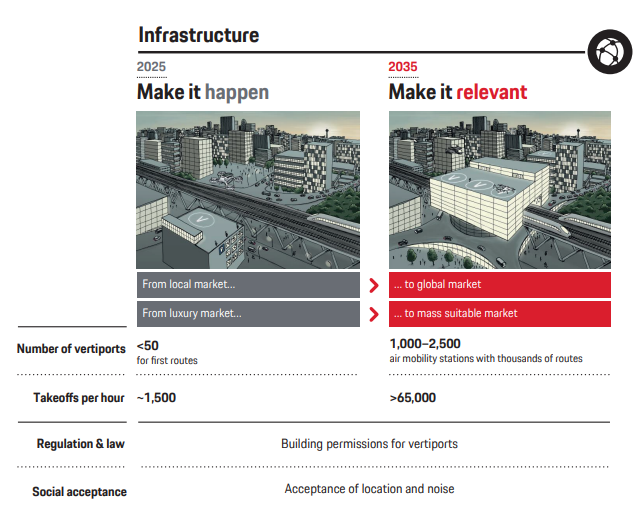 Infrastructure
2025
2035
Make it happen
Make it relevant
V
V V V
From local market...
... to global market
From luxury market...
... to mass suitable market
Number of vertiports
<50
for first routes
1,000–2,500
air mobility stations with thousands of routes
Takeoffs per hour
~1,500
>65,000
Regulation & law
Building permissions for vertiports
Social acceptance
Acceptance of location and noise